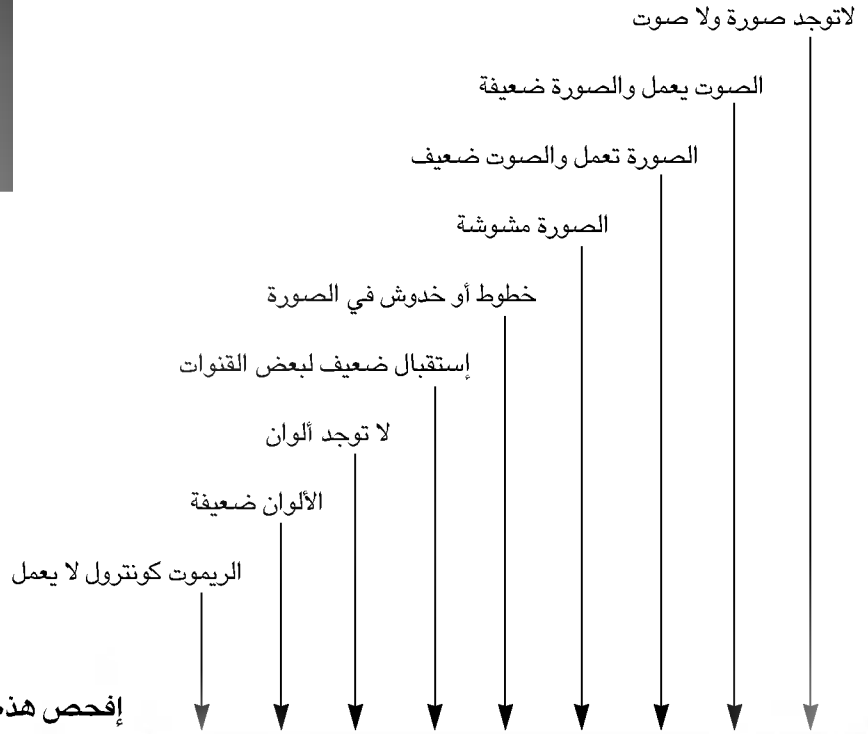 لاتوجد صورة ولا صوت
الصوت يعمل والصورة ضعيفة
الصورة تعمل والصوت ضعيف
الصورة مشوشة
خطوط أو خدوش في الصورة
إستقبال ضعيف لبعض القنوات
لا توجد ألوان
الألوان ضعيفة
الريموت كونترول لا يعمل
إفحص